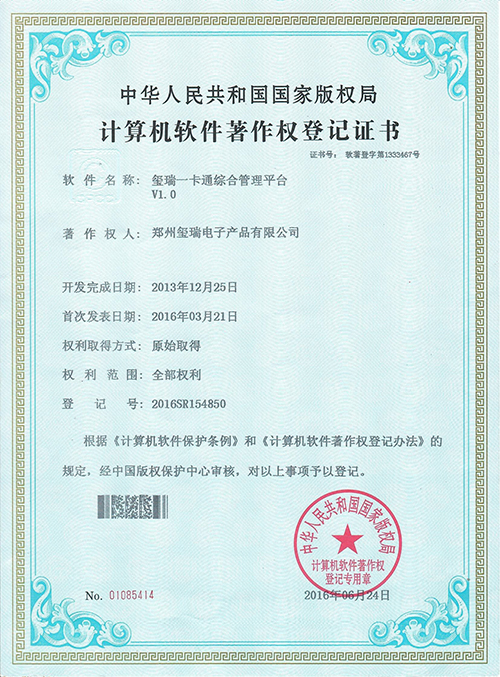 中华人民共和国国家版权局
计算机软件著作权登记证书
证书号： 软著登字第1333467号
软件名称： 玺瑞一卡通综合管理平台
V1.0
著作权人： 郑州玺瑞电子产品有限公司
开发完成日期： 2013年12月25日
首次发表日期： 2016年03月21日
权利取得方式： 原始取得
权利范围： 全部权利
登记号： 2016SR154850
根据《计算机软件保护条例》和《计算机软件著作权登记办法》的
规定，经中国版权保护中心审核，对以上事项予以登记。
中华人民共和国国家版权局
计算机软件著作权
登记专用章
No. 01085414
2016年06月24日